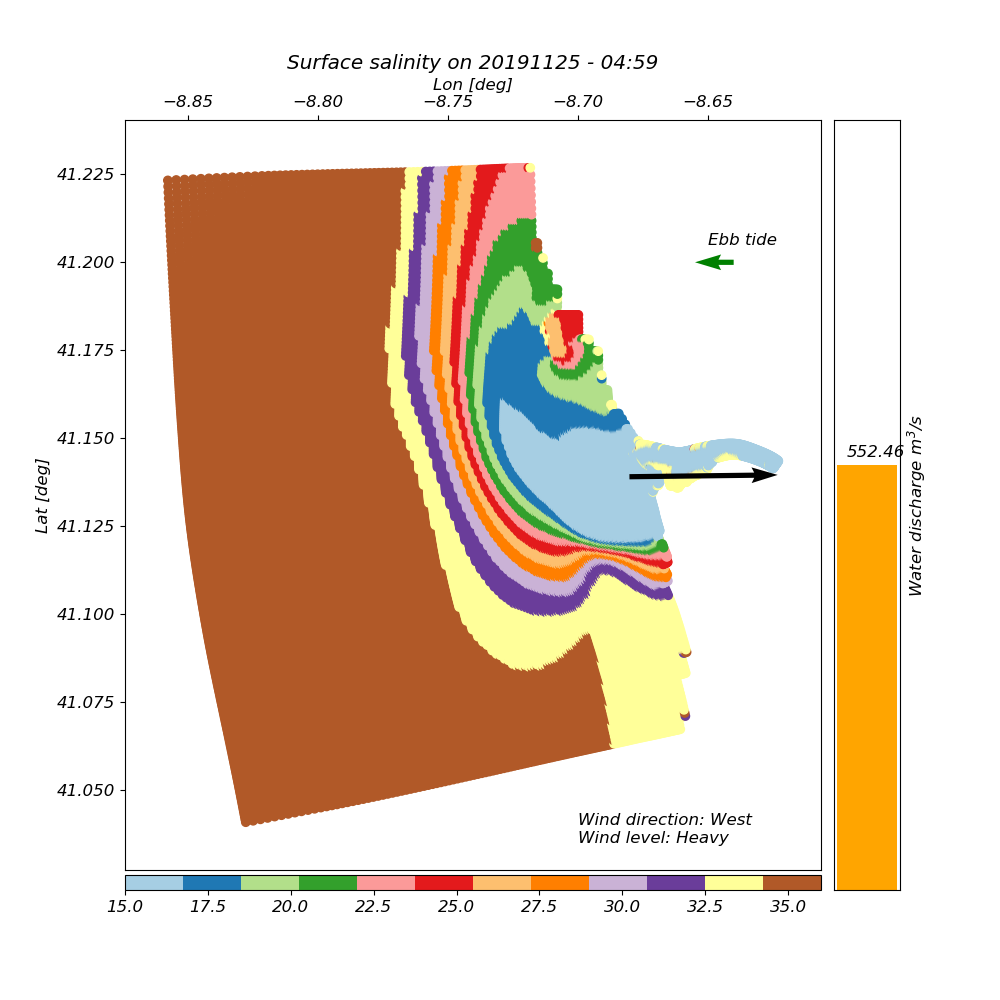 Surface salinity on 20191125 - 04:59
Lon [deg]
−8.85 −8.80 −8.75 −8.70 −8.65
41.225
41.200
41.175
41.150
41.125
41.100
41.075
41.050
Lat [deg]
Ebb tide
552.46
Water discharge m³/s
Wind direction: West
Wind level: Heavy
15.0 17.5 20.0 22.5 25.0 27.5 30.0 32.5 35.0